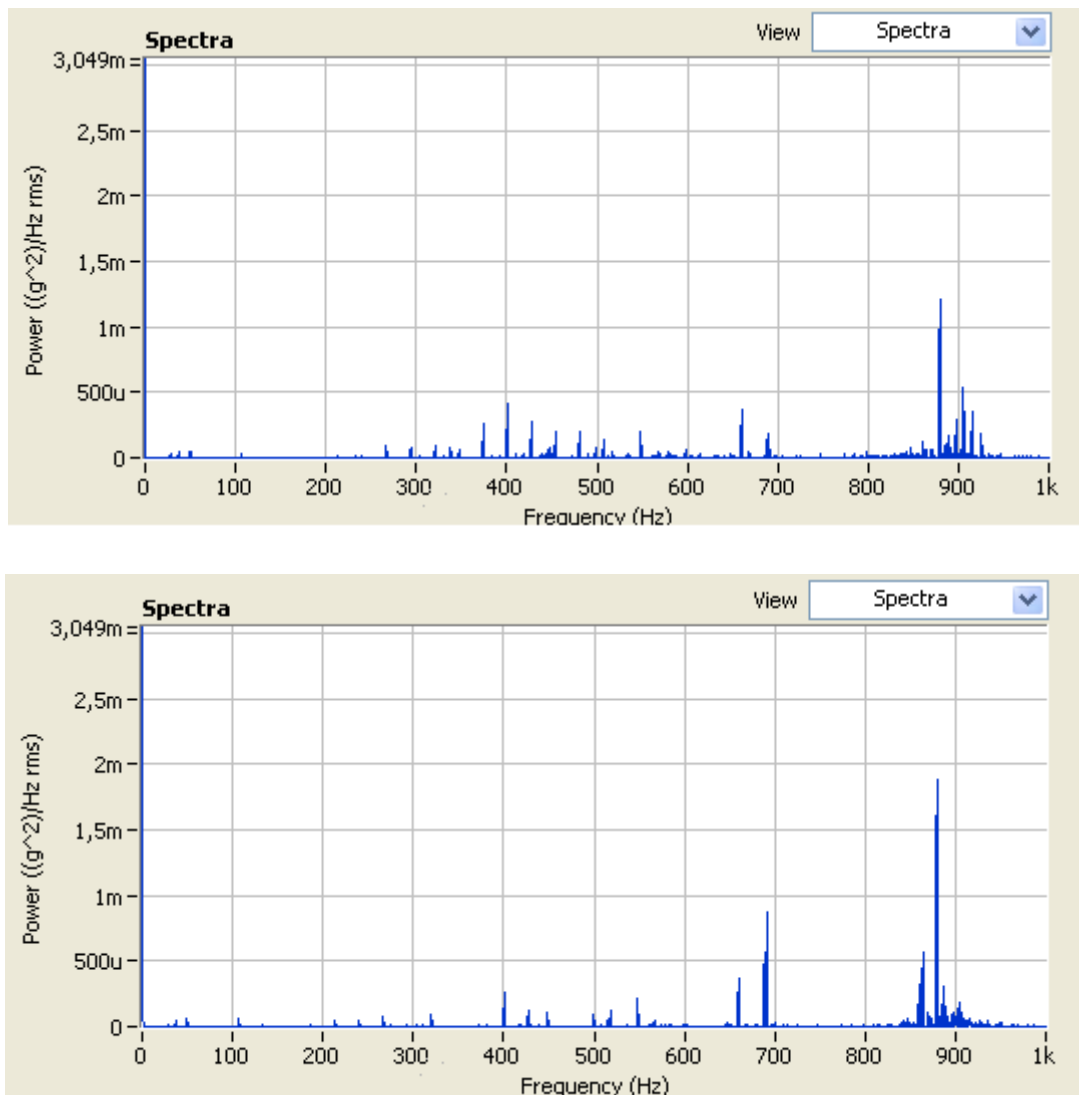 Spectra View Spectra
3,049m
2,5m
2m
1,5m
1m
500u
0
Power ((g^2)/Hz rms)
0 100 200 300 400 500 600 700 800 900 1k
Frequency (Hz)
Spectra View Spectra
3,049m
2,5m
2m
1,5m
1m
500u
0
Power ((g^2)/Hz rms)
0 100 200 300 400 500 600 700 800 900 1k
Frequency (Hz)